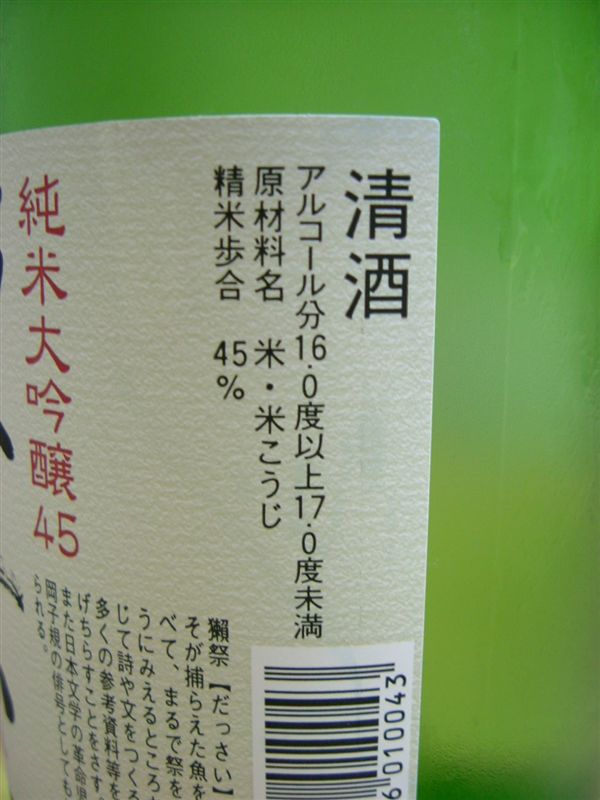 清酒
アルコール分16.0度以上17.0度未満
原材料名 米・米こうじ
精米歩合 45%
純米大吟醸45
獺祭【だっさい】
そが捕らえた魚を
べて、まるで祭を
うにみえるところ
じて詩や文をつくる
多くの参考資料等を
げちらすことをさす
また日本文学の革命児
岡子規の俳号としても
られる。
6010043